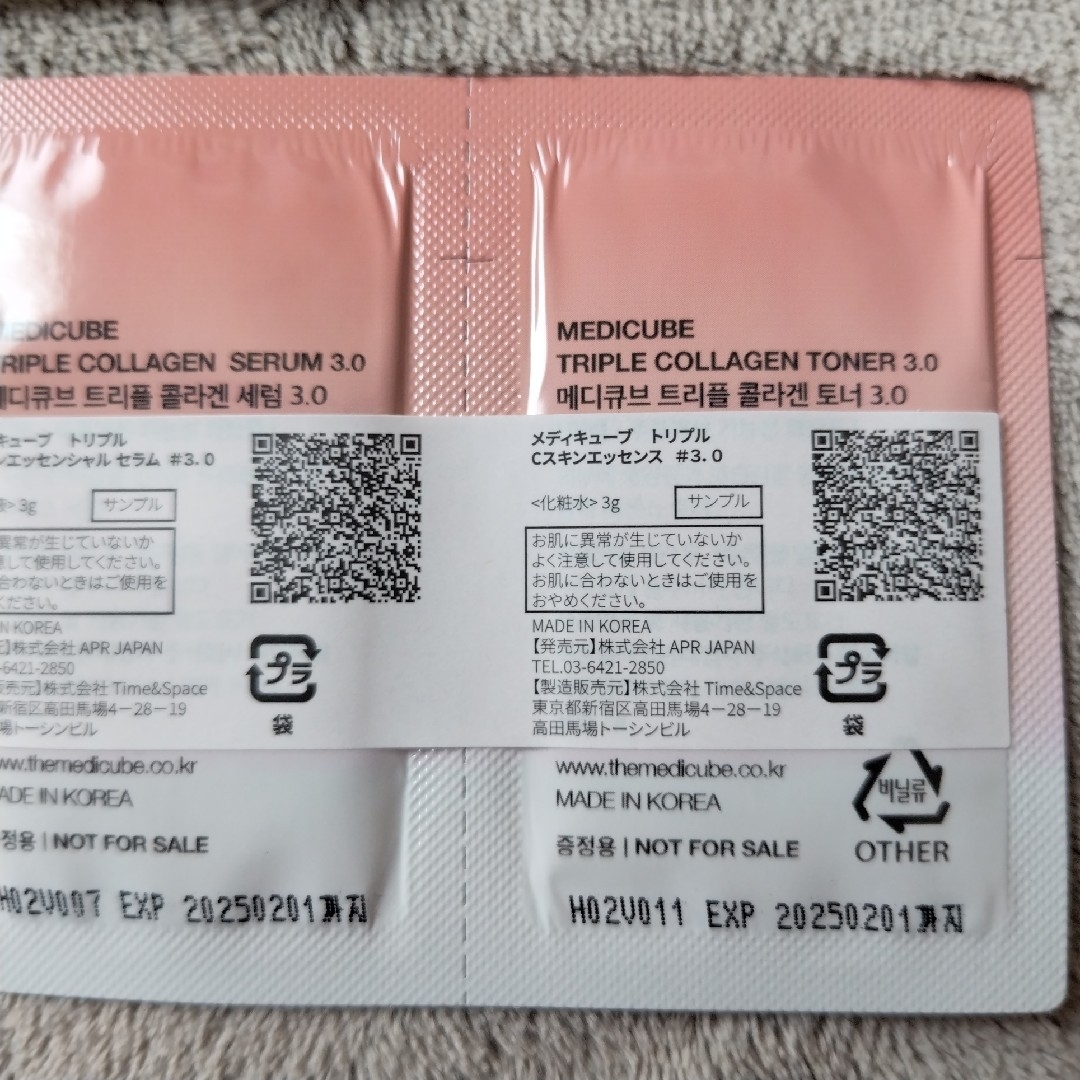 MEDICUBE
TRIPLE COLLAGEN SERUM 3.0
메디큐브 트리플 콜라겐 세럼 3.0
キューブ トリプル
エッセンシャル セラム #3.0
> 3g
サンプル
異常が生じていないか
して使用してください。
合わないときはご使用を
ください。
N KOREA
】株式会社 APR JAPAN
-6421-2850
売元】株式会社 Time&Space
新宿区高田馬場4-28-19
場トーシンビル
プラ
袋
ww.themedicube.co.kr
ADE IN KOREA
정용 | NOT FOR SALE
H02V007 EXP 20250201까지
MEDICUBE
TRIPLE COLLAGEN TONER 3.0
메디큐브 트리플 콜라겐 토너 3.0
メディキューブ トリプル
Cスキンエッセンス #3.0
<化粧水> 3g
サンプル
お肌に異常が生じていないか
よく注意して使用してください。
お肌に合わないときはご使用を
おやめください。
MADE IN KOREA
【発売元】株式会社 APR JAPAN
TEL.03-6421-2850
【製造販売元】株式会社 Time&Space
東京都新宿区高田馬場4-28-19
高田馬場トーシンビル
プラ
袋
www.themedicube.co.kr
MADE IN KOREA
비닐류
OTHER
증정용 | NOT FOR SALE
H02V011 EXP 20250201까지